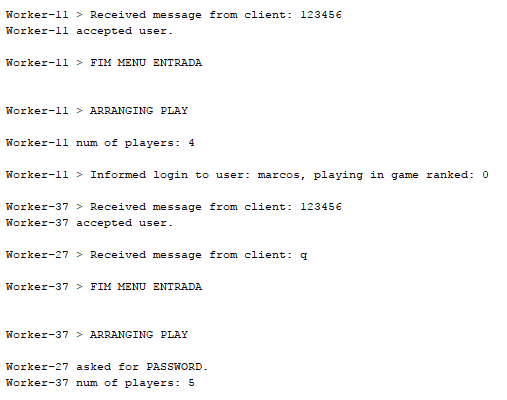 Worker-11 > Received message from client: 123456
Worker-11 accepted user.
Worker-11 > FIM MENU ENTRADA
Worker-11 > ARRANGING PLAY
Worker-11 num of players: 4
Worker-11 > Informed login to user: marcos, playing in game ranked: 0
Worker-37 > Received message from client: 123456
Worker-37 accepted user.
Worker-27 > Received message from client: q
Worker-37 > FIM MENU ENTRADA
Worker-37 > ARRANGING PLAY
Worker-27 asked for PASSWORD.
Worker-37 num of players: 5